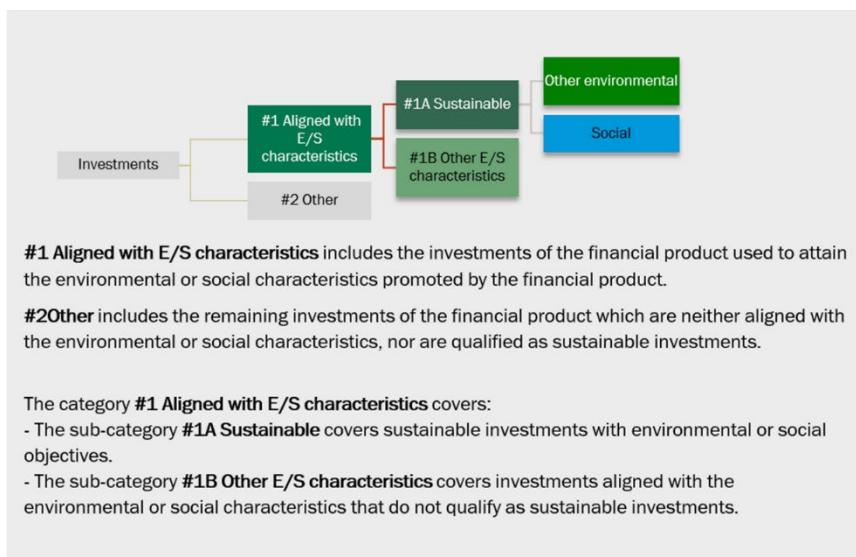 Other environmental
#1A Sustainable
#1 Aligned with
E/S
characteristics
Social
Investments
#1B Other E/S
characteristics
#2 Other
#1 Aligned with E/S characteristics includes the investments of the financial product used to attain
the environmental or social characteristics promoted by the financial product.
#2Other includes the remaining investments of the financial product which are neither aligned with
the environmental or social characteristics, nor are qualified as sustainable investments.
The category #1 Aligned with E/S characteristics covers:
- The sub-category #1A Sustainable covers sustainable investments with environmental or social
objectives.
- The sub-category #1B Other E/S characteristics covers investments aligned with the
environmental or social characteristics that do not qualify as sustainable investments.